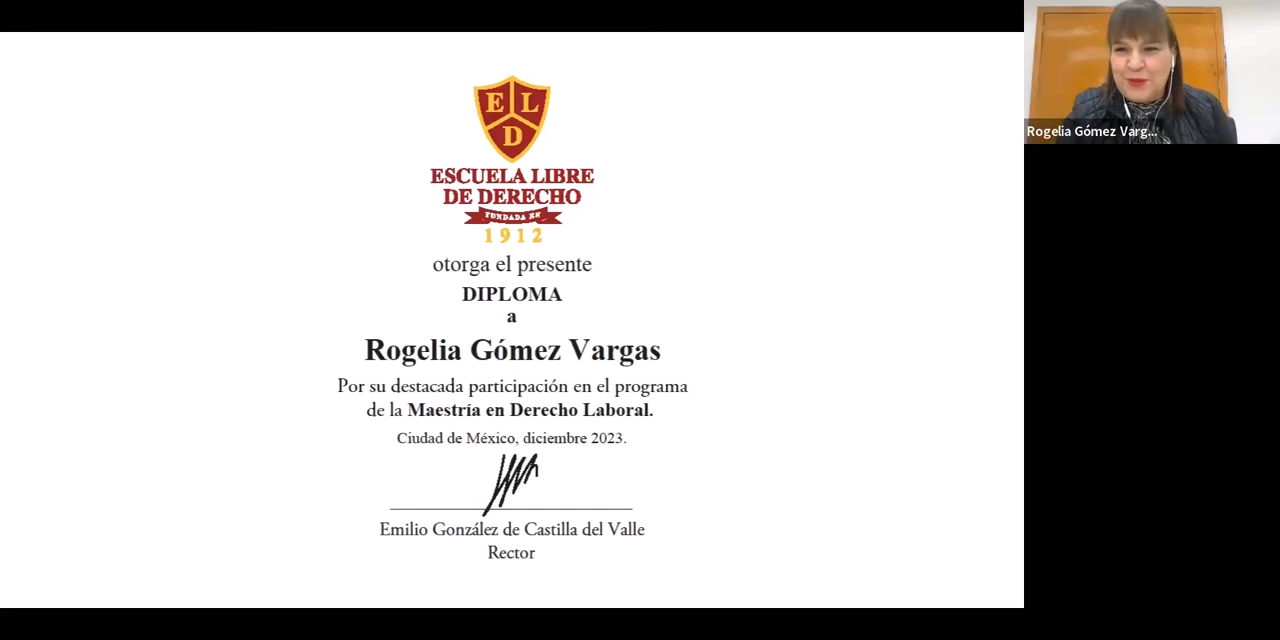 E L
D
ESCUELA LIBRE
DE DERECHO
FUNDADA EN
1912
otorga el presente
DIPLOMA
a
Rogelia Gómez Vargas
Por su destacada participación en el programa
de la Maestría en Derecho Laboral.
Ciudad de México, diciembre 2023.
Emilio González de Castilla del Valle
Rector
Rogelia Gómez Varg...